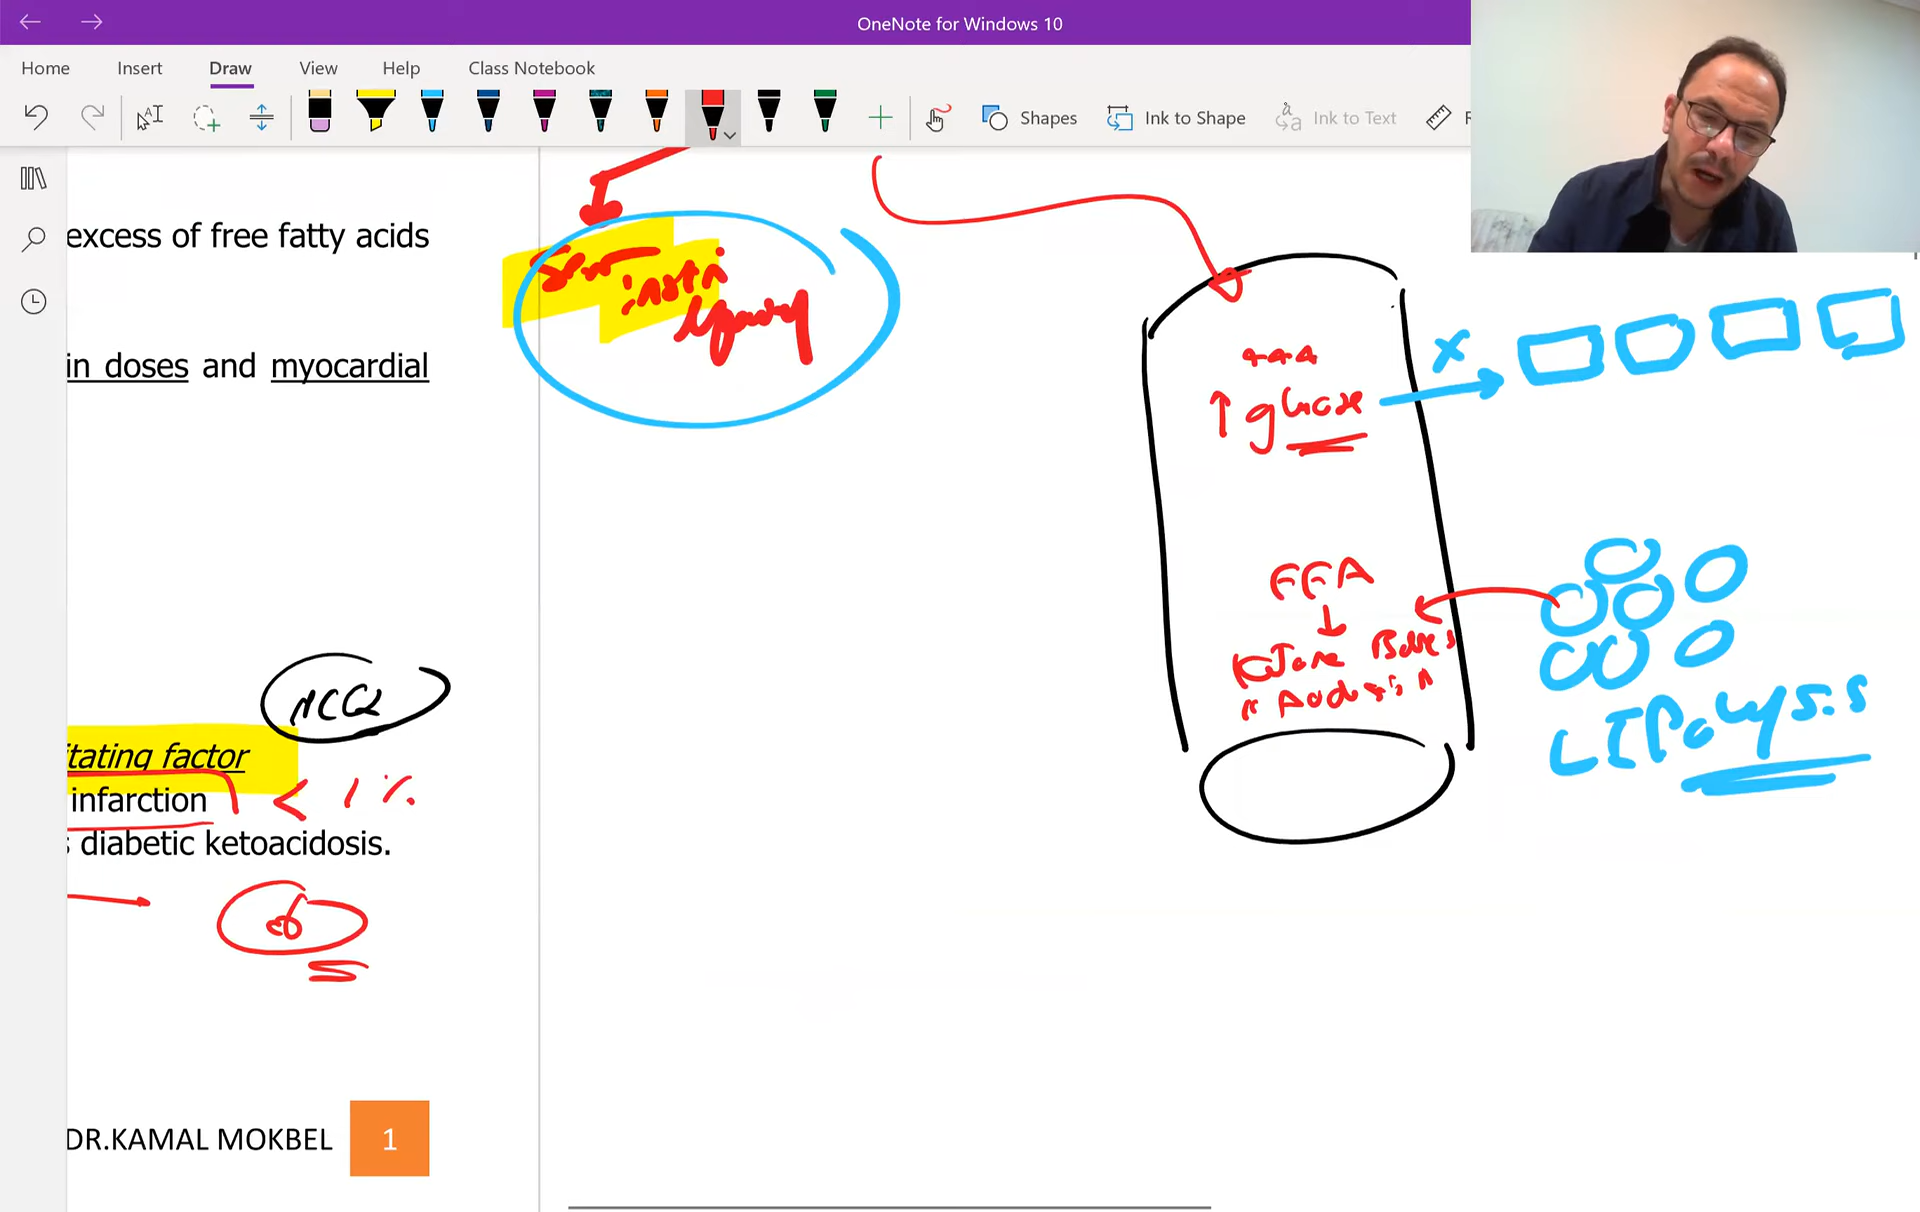 OneNote for Windows 10
Home Insert Draw View Help Class Notebook
Shapes Ink to Shape Ink to Text R
excess of free fatty acids
in doses and myocardial
↑ glucose
X
FFA
↓
Ketone Bodies
" Acidosis "
LIPolysis
MCQ
itating factor
infarction < 1 %
s diabetic ketoacidosis.
DR.KAMAL MOKBEL 1